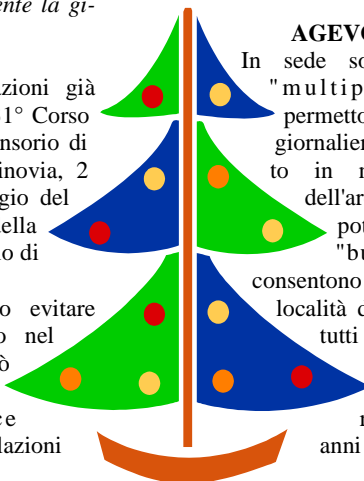 ente la gi-
azioni già
1° Corso
nsorio di
inovia, 2
gio del
ella
o di
o evitare
o nel
ò
ce
lazioni
AGEVO
In sede so
"multip
permetto
giornalier
to in n
dell'ar
pot
"bu
consentono
località d
tutti
anni